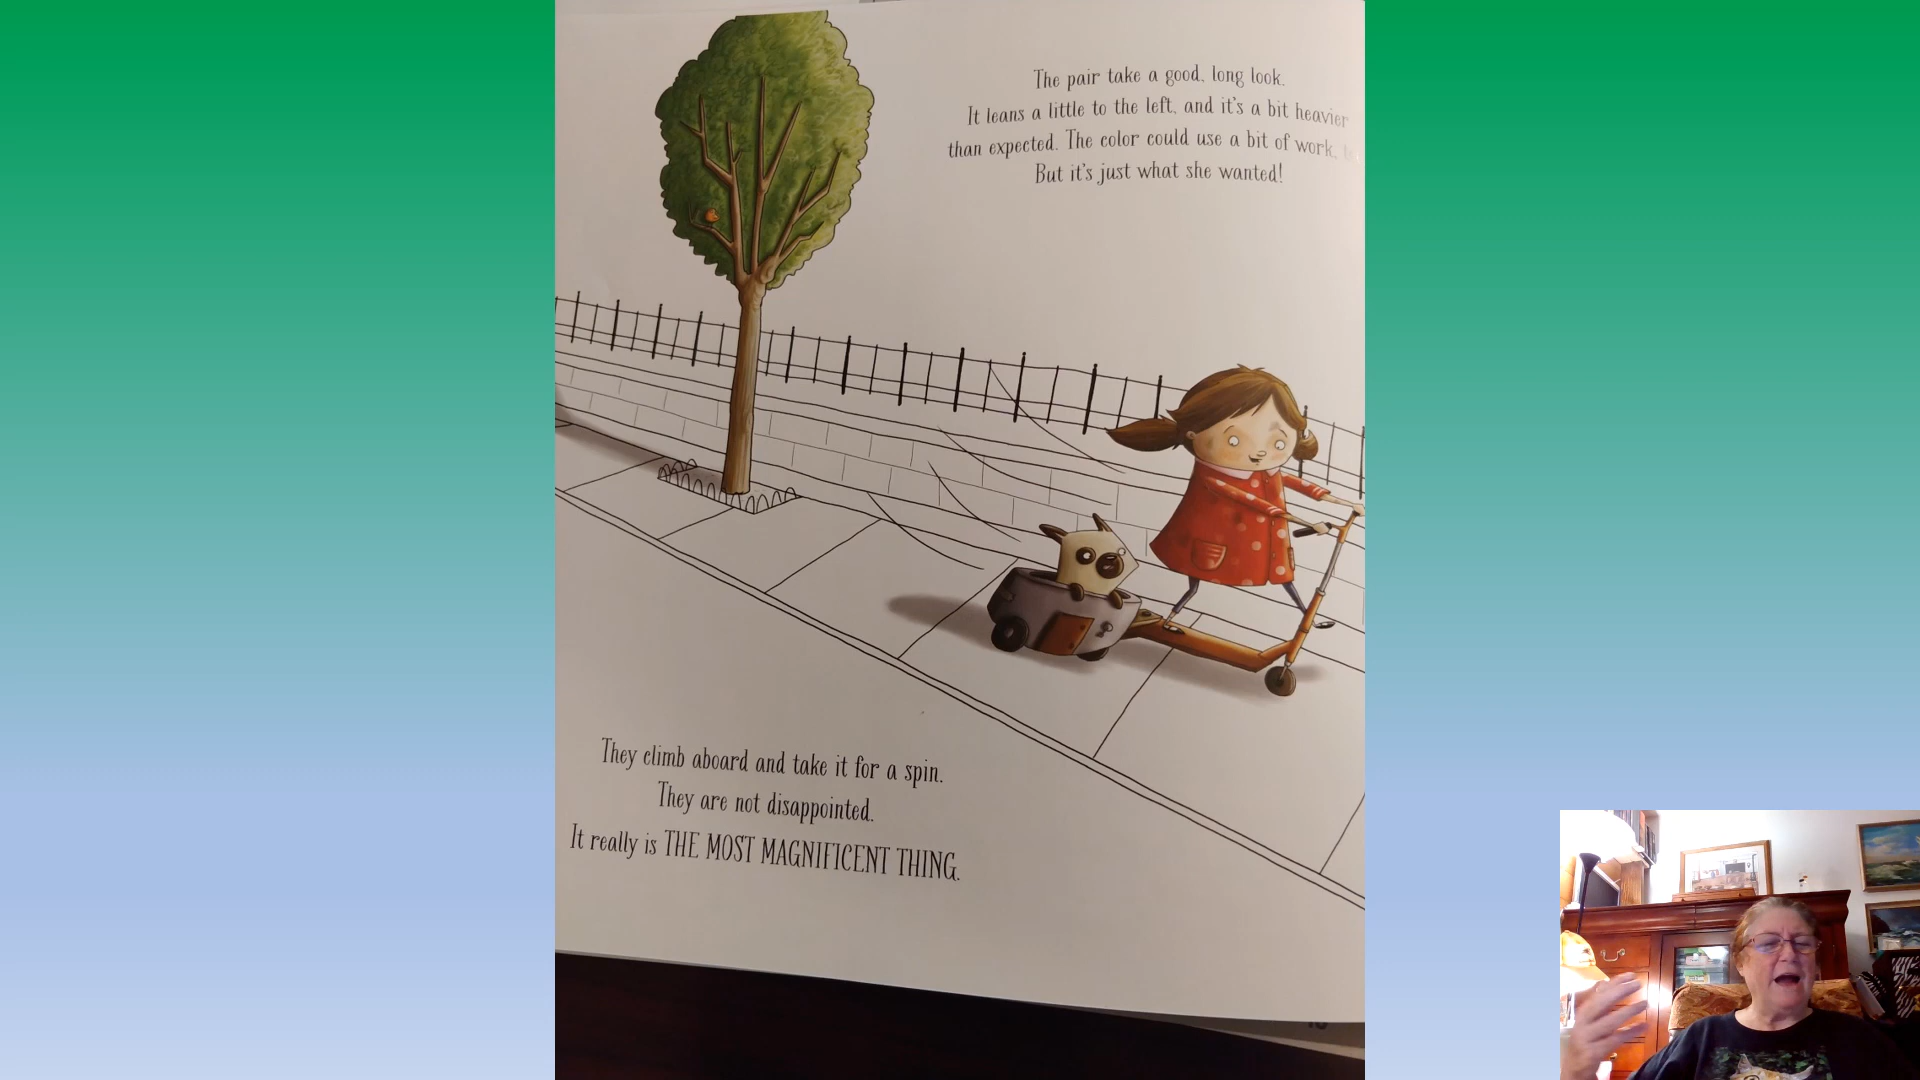 The pair take a good, long look.
It leans a little to the left, and it's a bit heavier
than expected. The color could use a bit of work,
But it's just what she wanted!
They climb aboard and take it for a spin.
They are not disappointed.
It really is THE MOST MAGNIFICENT THING.